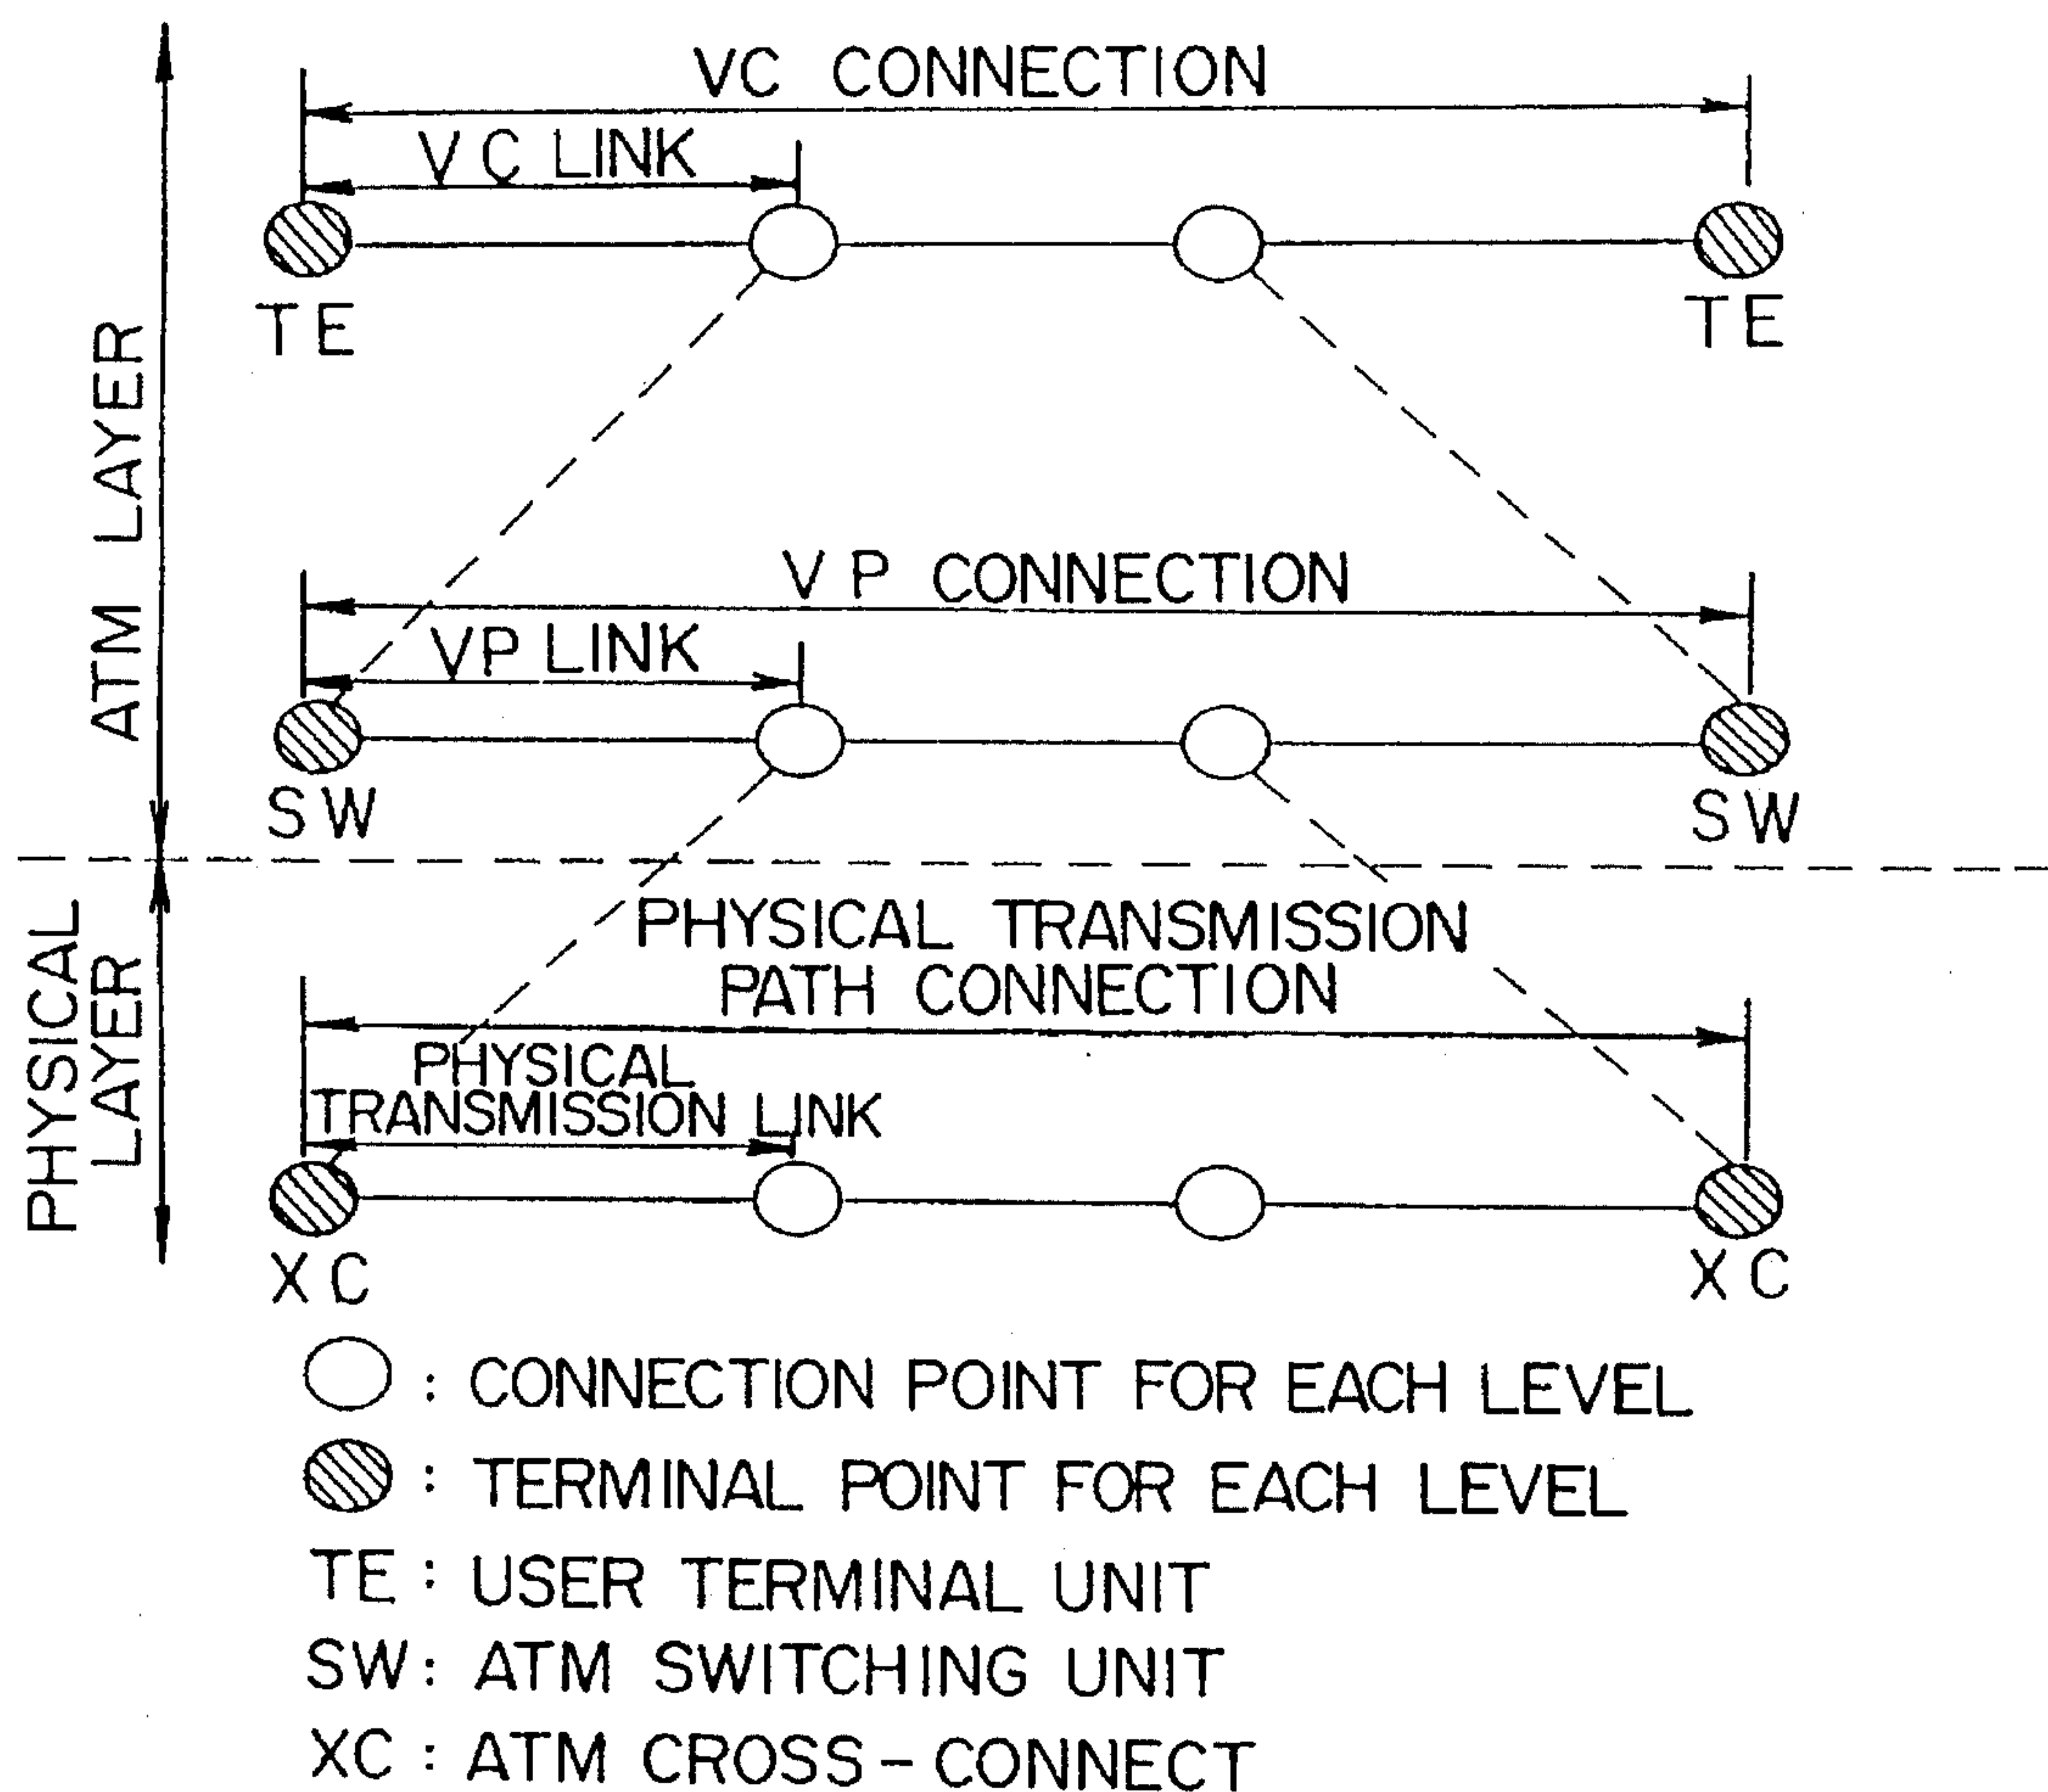 VC CONNECTION
VC LINK
TE TE
ATM LAYER
VP CONNECTION
VP LINK
SW SW
PHYSICAL
LAYER
PHYSICAL TRANSMISSION
PATH CONNECTION
PHYSICAL
TRANSMISSION LINK
XC XC
: CONNECTION POINT FOR EACH LEVEL
: TERMINAL POINT FOR EACH LEVEL
TE : USER TERMINAL UNIT
SW : ATM SWITCHING UNIT
XC : ATM CROSS-CONNECT